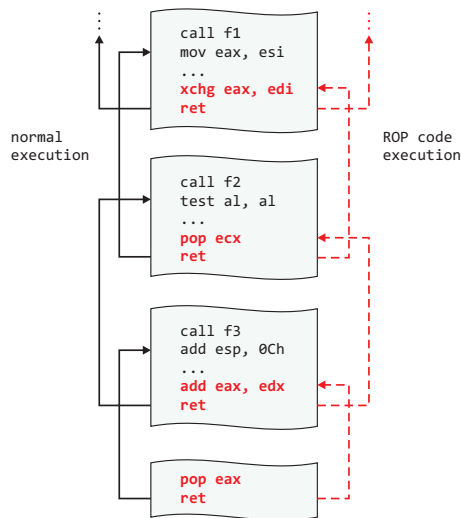 call f1
mov eax, esi
...
xchg eax, edi
ret
normal
execution
ROP code
execution
call f2
test al, al
...
pop ecx
ret
call f3
add esp, 0Ch
...
add eax, edx
ret
pop eax
ret